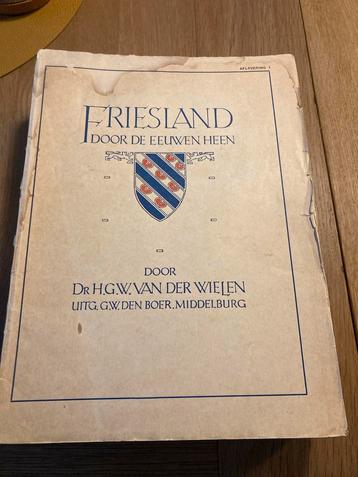 AFLEVERING 1
FRIESLAND
DOOR DE EEUWEN HEEN
DOOR
DR H.G.W. VAN DER WIELEN
UITG. G.W. DEN BOER, MIDDELBURG